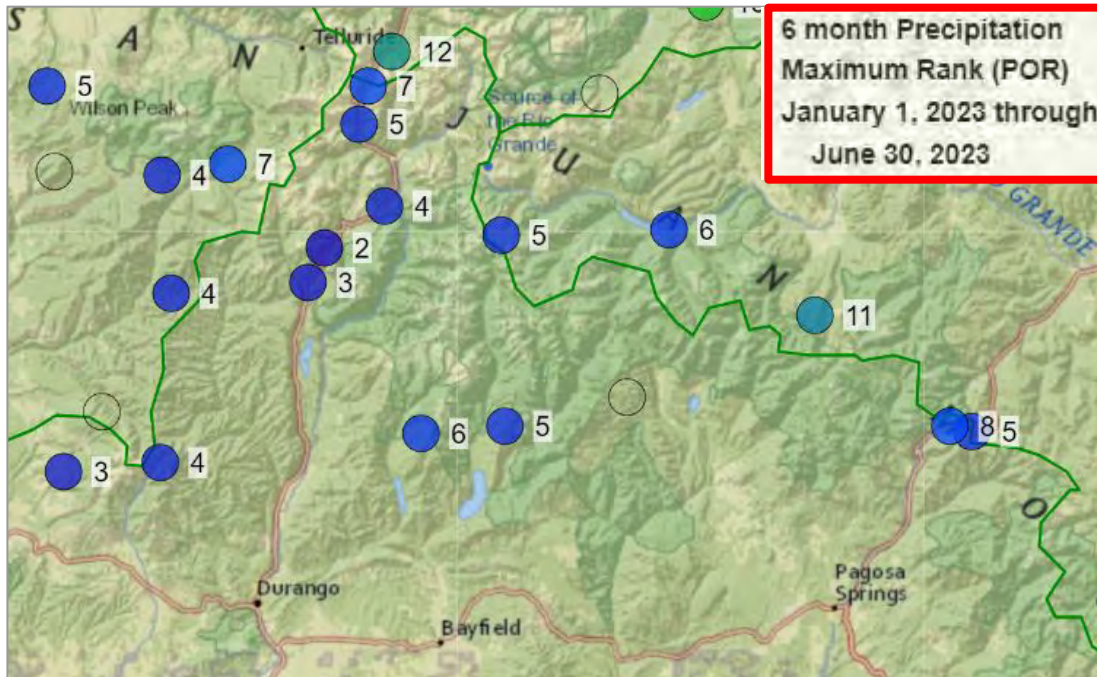 6 month Precipitation
Maximum Rank (POR)
January 1, 2023 through
June 30, 2023
S A N J U A N
Telluride
12
5
7
Wilson Peak
Source of
the Rio
Grande
5
4
7
4
5
6
O GRANDE
2
3
4
11
6
5
8
5
3
4
O
Durango
Pagosa
Springs
Bayfield